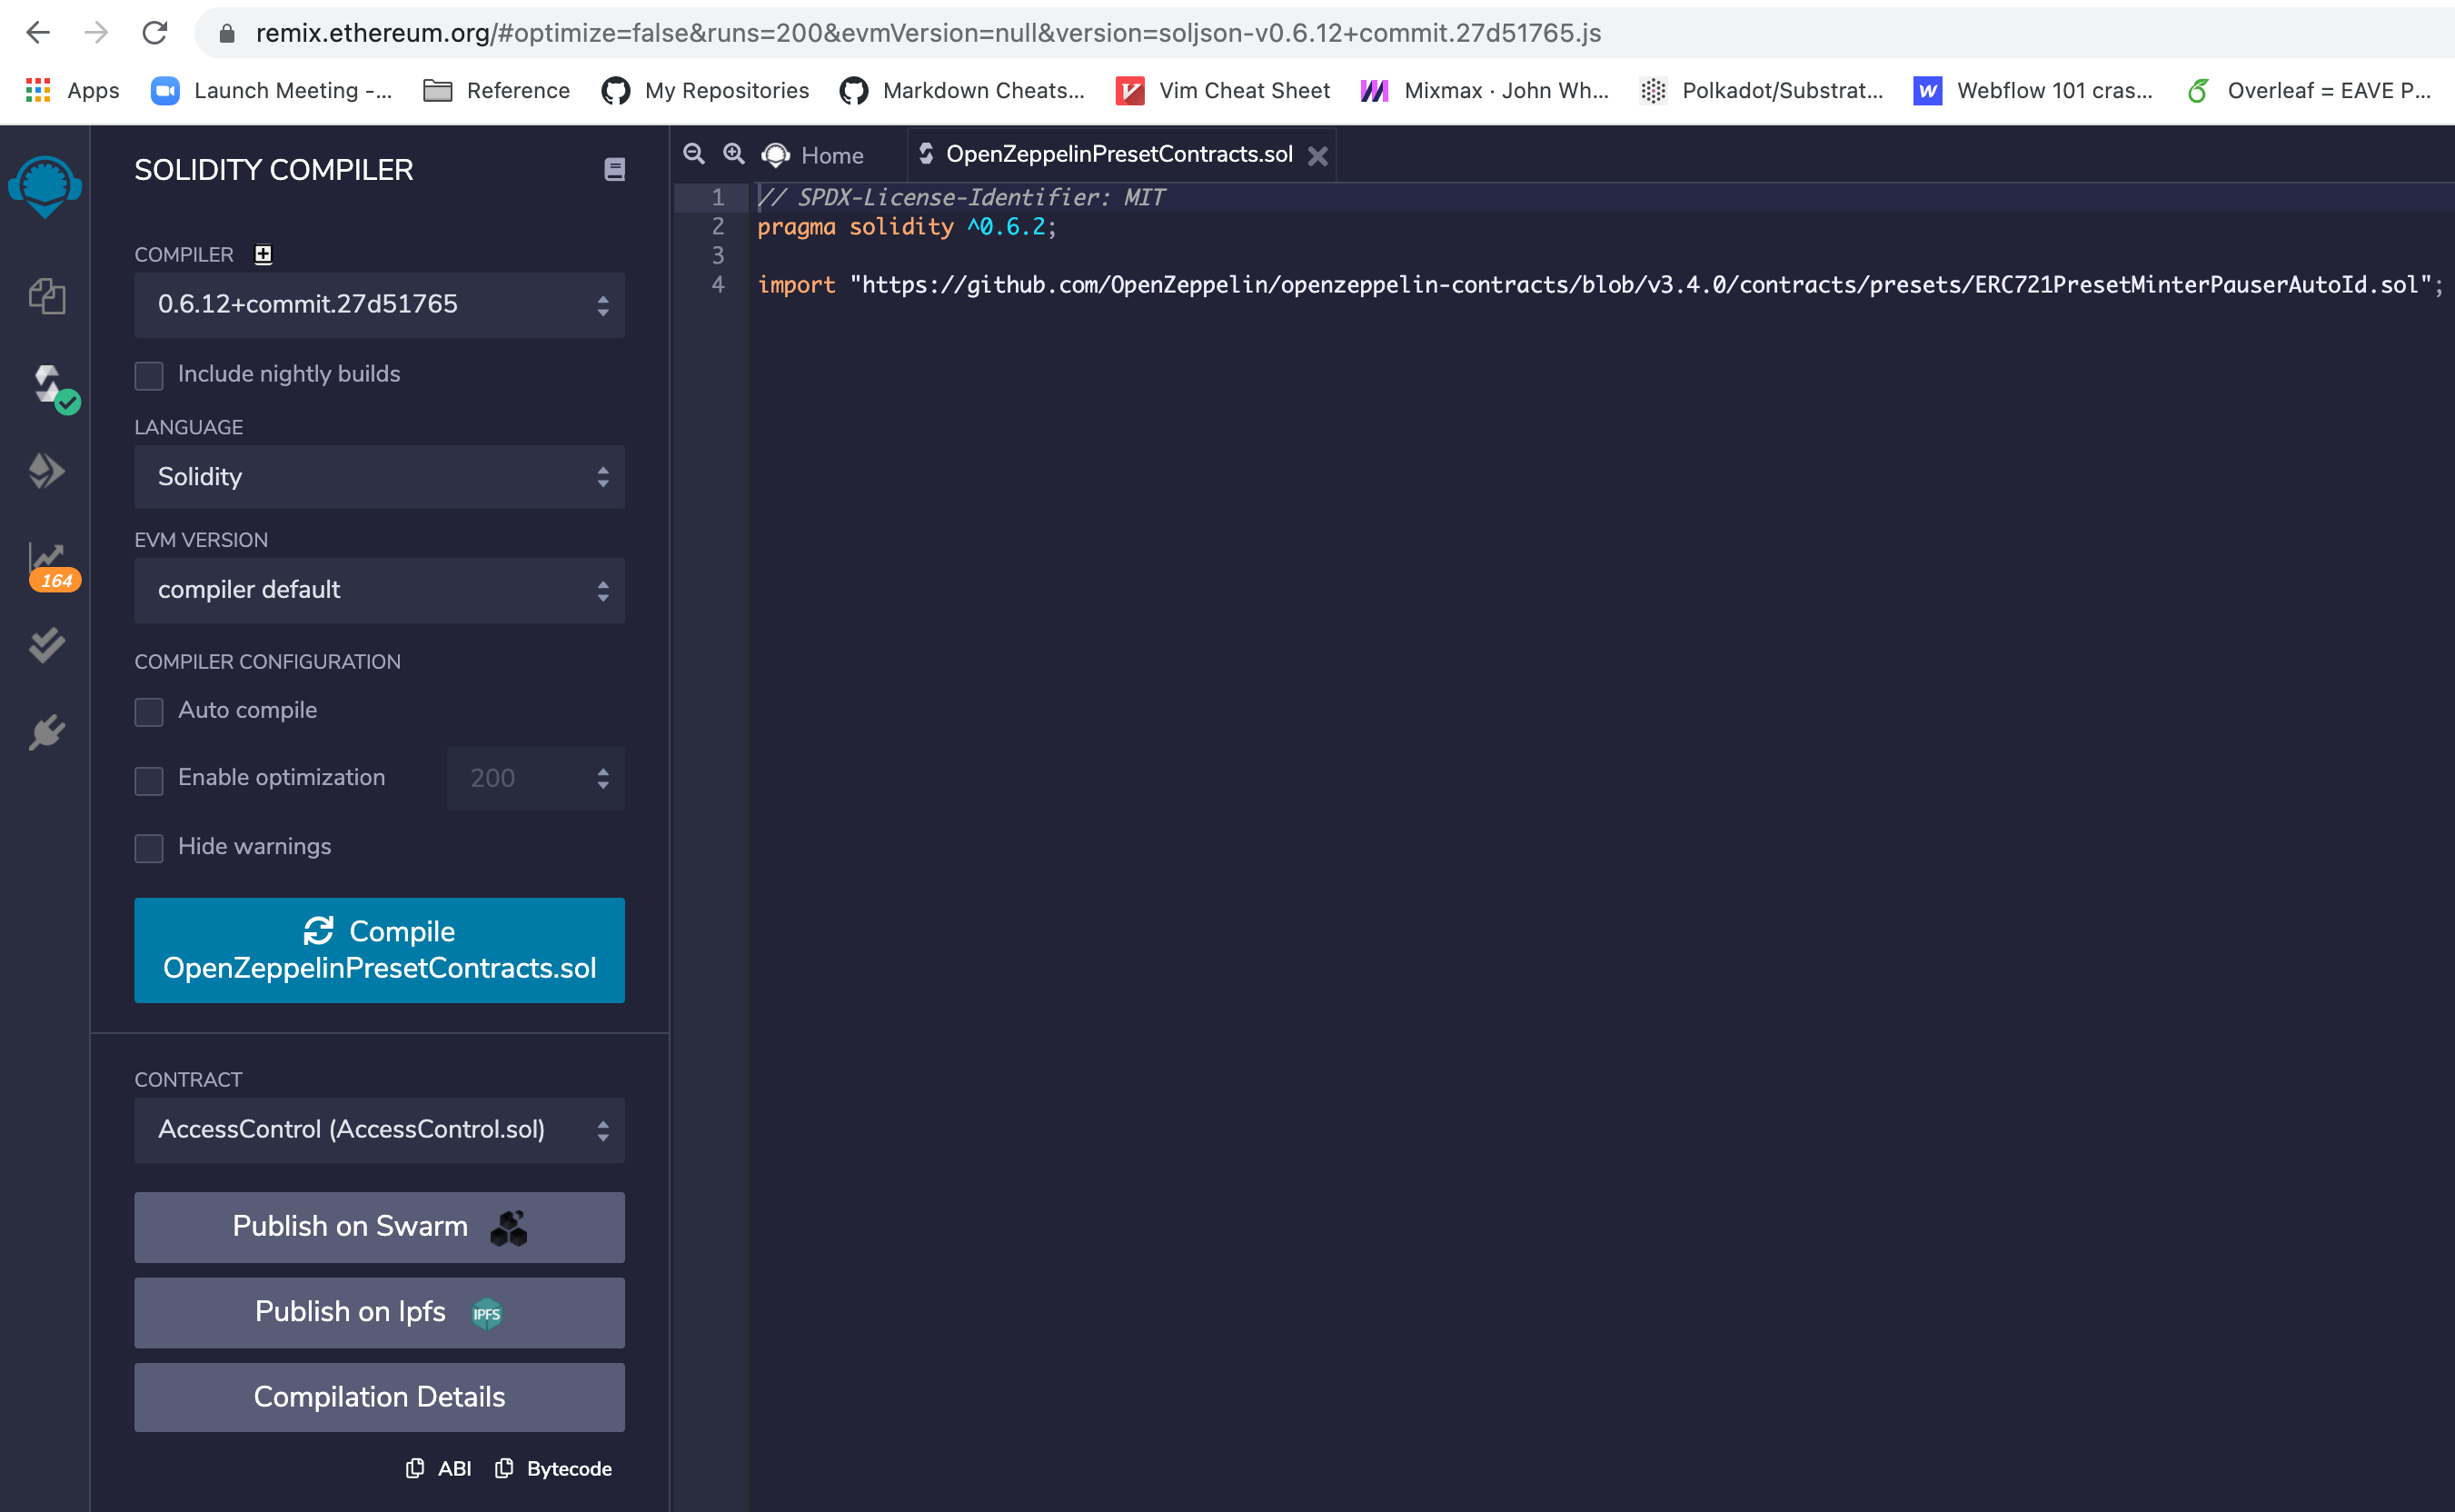 remix.ethereum.org/#optimize=false&runs=200&evmVersion=null&version=soljson-v0.6.12+commit.27d51765.js
Apps Launch Meeting -... Reference My Repositories Markdown Cheats... Vim Cheat Sheet Mixmax · John Wh... Polkadot/Substrat... Webflow 101 cras... Overleaf = EAVE P...
SOLIDITY COMPILER
COMPILER
0.6.12+commit.27d51765
Include nightly builds
LANGUAGE
Solidity
EVM VERSION
compiler default
COMPILER CONFIGURATION
Auto compile
Enable optimization 200
Hide warnings
Compile
OpenZeppelinPresetContracts.sol
CONTRACT
AccessControl (AccessControl.sol)
Publish on Swarm
Publish on Ipfs IPFS
Compilation Details
ABI Bytecode
164
Home OpenZeppelinPresetContracts.sol
1 // SPDX-License-Identifier: MIT
2 pragma solidity ^0.6.2;
3
4 import "https://github.com/OpenZeppelin/openzeppelin-contracts/blob/v3.4.0/contracts/presets/ERC721PresetMinterPauserAutoId.sol";